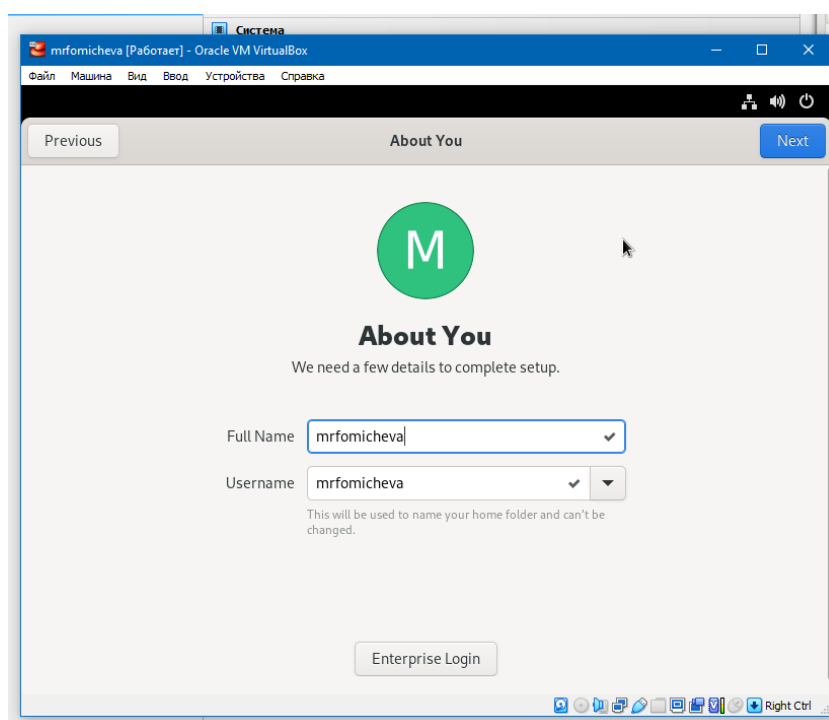 Система
mrfomicheva [Работает] - Oracle VM VirtualBox
Файл Машина Вид Ввод Устройства Справка
Previous About You Next
M
About You
We need a few details to complete setup.
Full Name mrfomicheva
Username mrfomicheva
This will be used to name your home folder and can't be
changed.
Enterprise Login
Right Ctrl